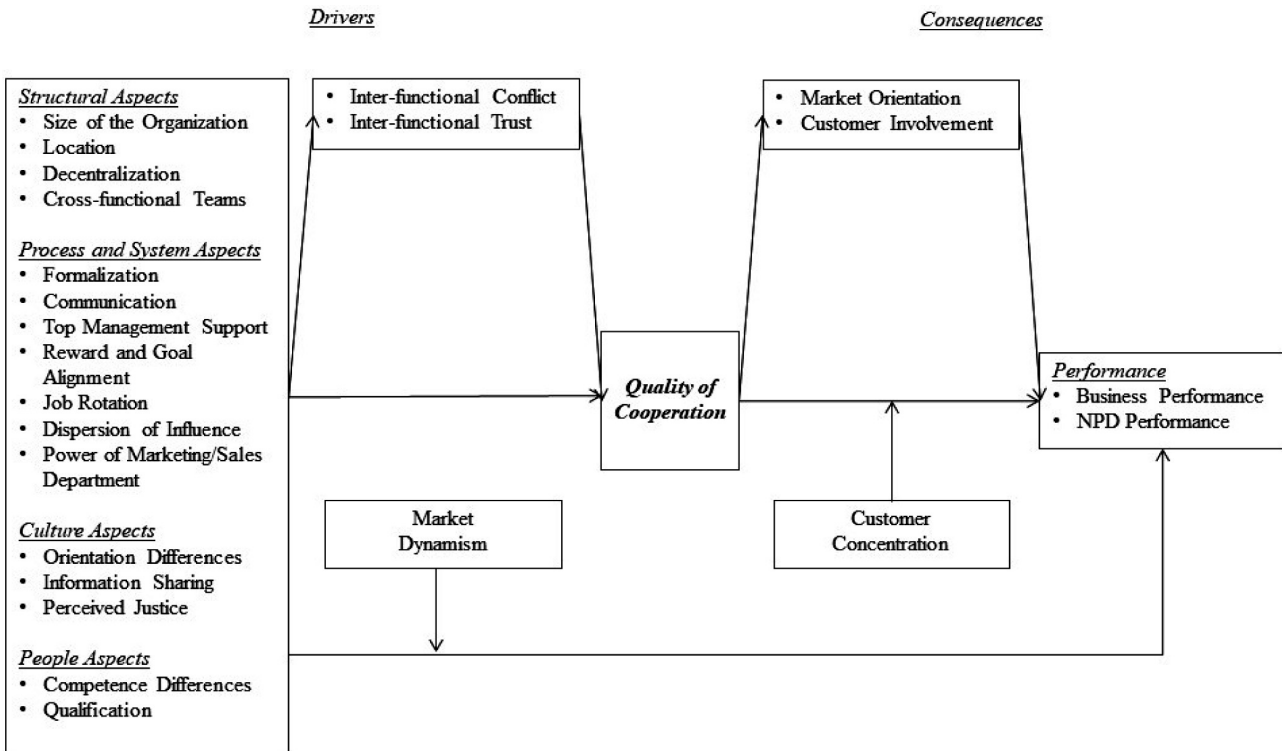 Drivers
Consequences
Structural Aspects
• Size of the Organization
• Location
• Decentralization
• Cross-functional Teams
Process and System Aspects
• Formalization
• Communication
• Top Management Support
• Reward and Goal
Alignment
• Job Rotation
• Dispersion of Influence
• Power of Marketing/Sales
Department
Culture Aspects
• Orientation Differences
• Information Sharing
• Perceived Justice
People Aspects
• Competence Differences
• Qualification
• Inter-functional Conflict
• Inter-functional Trust
Market
Dynamism
Quality of
Cooperation
• Market Orientation
• Customer Involvement
Customer
Concentration
Performance
• Business Performance
• NPD Performance